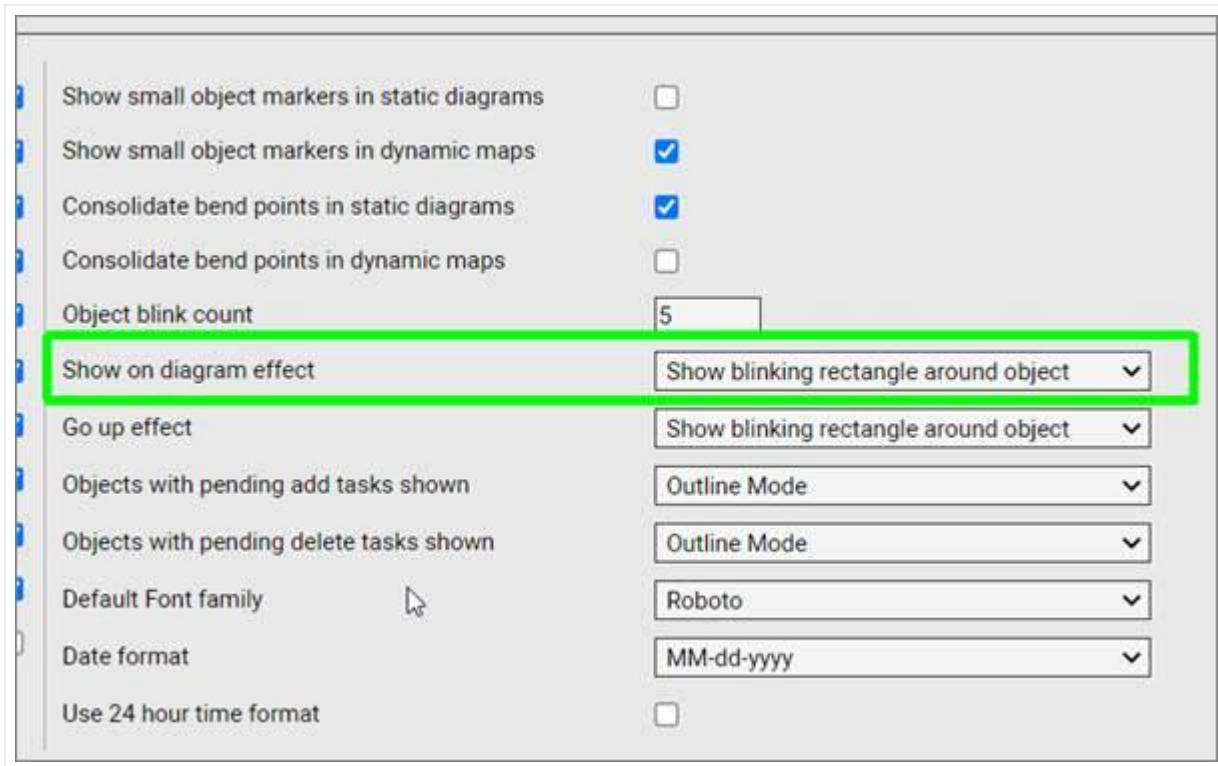 Show small object markers in static diagrams
Show small object markers in dynamic maps
Consolidate bend points in static diagrams
Consolidate bend points in dynamic maps
Object blink count 5
Show on diagram effect Show blinking rectangle around object
Go up effect Show blinking rectangle around object
Objects with pending add tasks shown Outline Mode
Objects with pending delete tasks shown Outline Mode
Default Font family Roboto
Date format MM-dd-yyyy
Use 24 hour time format